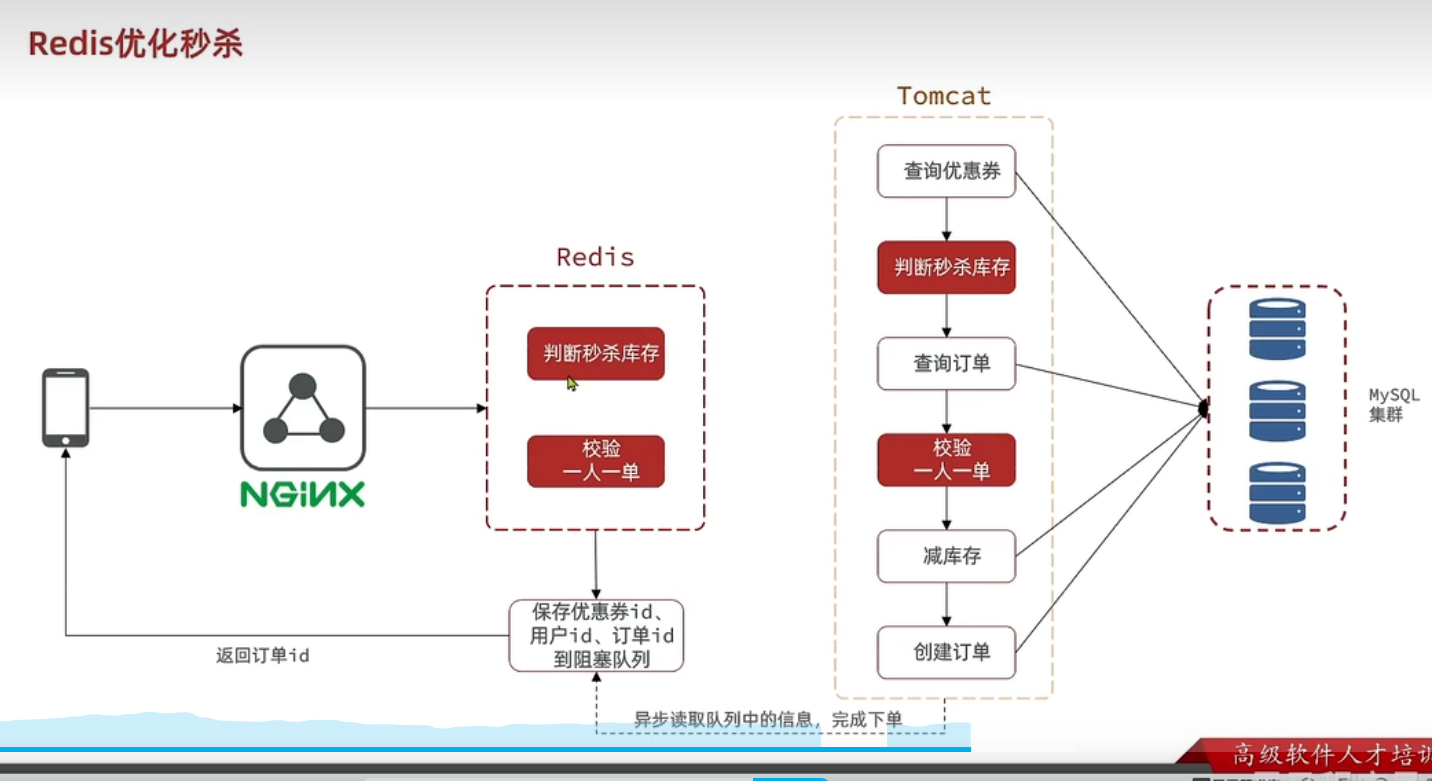 Redis优化秒杀
Tomcat
查询优惠券
判断秒杀库存
查询订单
校验
一人一单
减库存
创建订单
Redis
判断秒杀库存
校验
一人一单
NGiNX
MySQL
集群
保存优惠券id、
用户id、订单id
到阻塞队列
返回订单id
异步读取队列中的信息，完成下单
高级软件人才培训